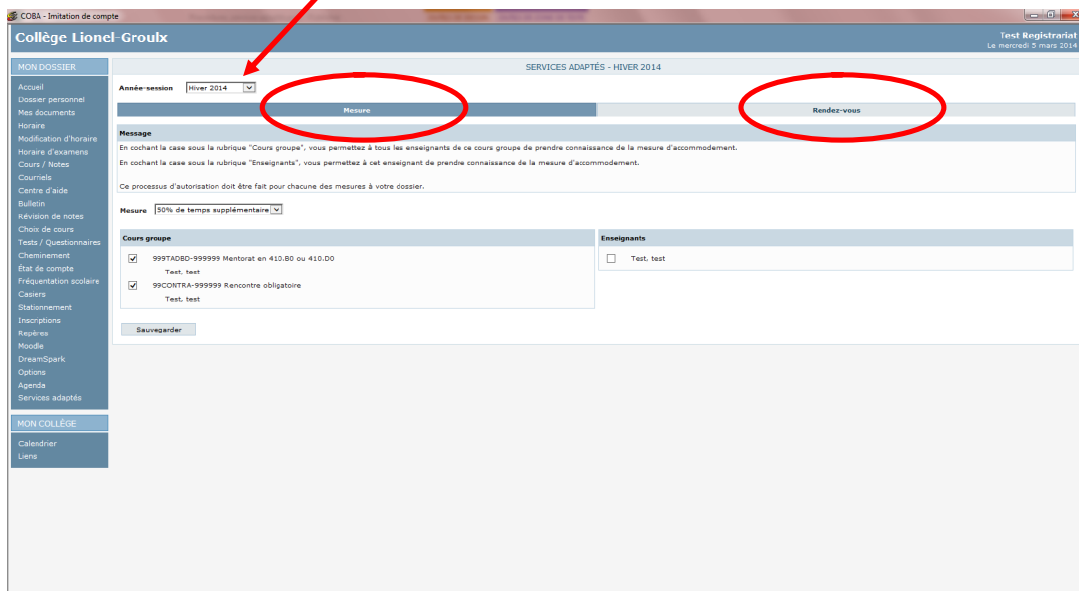 COBA - Imitation de compte
Collège Lionel-Groulx
Test Registrariat
Le mercredi 5 mars 2014
MON DOSSIER
Accueil
Dossier personnel
Mes documents
Horaire
Modification d'horaire
Horaire d'examens
Cours / Notes
Courriels
Centre d'aide
Bulletin
Révision de notes
Choix de cours
Tests / Questionnaires
Cheminement
État de compte
Fréquentation scolaire
Casiers
Stationnement
Inscriptions
Repères
Moodle
DreamSpark
Options
Agenda
Services adaptés
MON COLLÈGE
Calendrier
Liens
SERVICES ADAPTÉS - HIVER 2014
Année-session Hiver 2014
Mesure Rendez-vous
Message
En cochant la case sous la rubrique "Cours groupe", vous permettez à tous les enseignants de ce cours groupe de prendre connaissance de la mesure d'accommodement.
En cochant la case sous la rubrique "Enseignants", vous permettez à cet enseignant de prendre connaissance de la mesure d'accommodement.
Ce processus d'autorisation doit être fait pour chacune des mesures à votre dossier.
Mesure 50% de temps supplémentaire
Cours groupe
999TADBD-999999 Mentorat en 410.B0 ou 410.D0
Test, test
99CONTRA-999999 Rencontre obligatoire
Test, test
Enseignants
Test, test
Sauvegarder